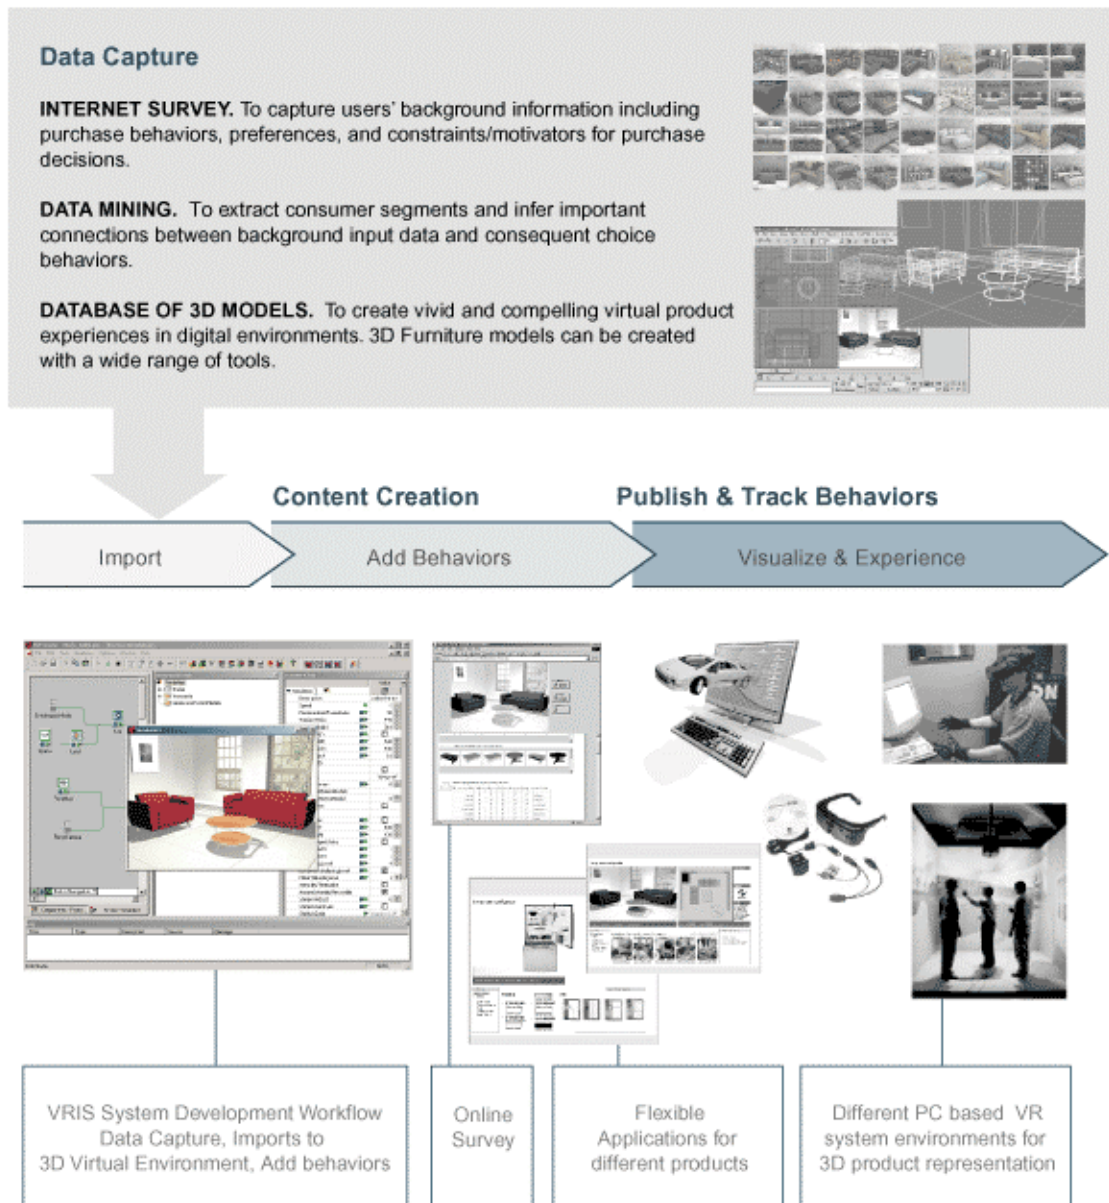 Data Capture
INTERNET SURVEY. To capture users' background information including
purchase behaviors, preferences, and constraints/motivators for purchase
decisions.
DATA MINING. To extract consumer segments and infer important
connections between background input data and consequent choice
behaviors.
DATABASE OF 3D MODELS. To create vivid and compelling virtual product
experiences in digital environments. 3D Furniture models can be created
with a wide range of tools.
Content Creation
Publish & Track Behaviors
Import
Add Behaviors
Visualize & Experience
VRIS System Development Workflow
Data Capture, Imports to
3D Virtual Environment, Add behaviors
Online
Survey
Flexible
Applications for
different products
Different PC based VR
system environments for
3D product representation